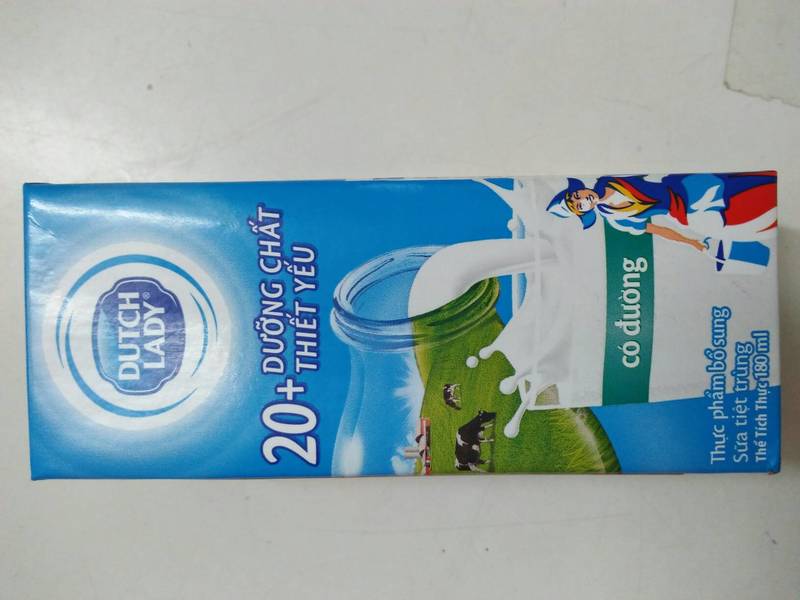 DUTCH
LADY®
20+ DƯỠNG CHẤT
THIẾT YẾU
có đường
Thực phẩm bổ sung
Sữa tiệt trùng
Thể Tích Thực 180 ml